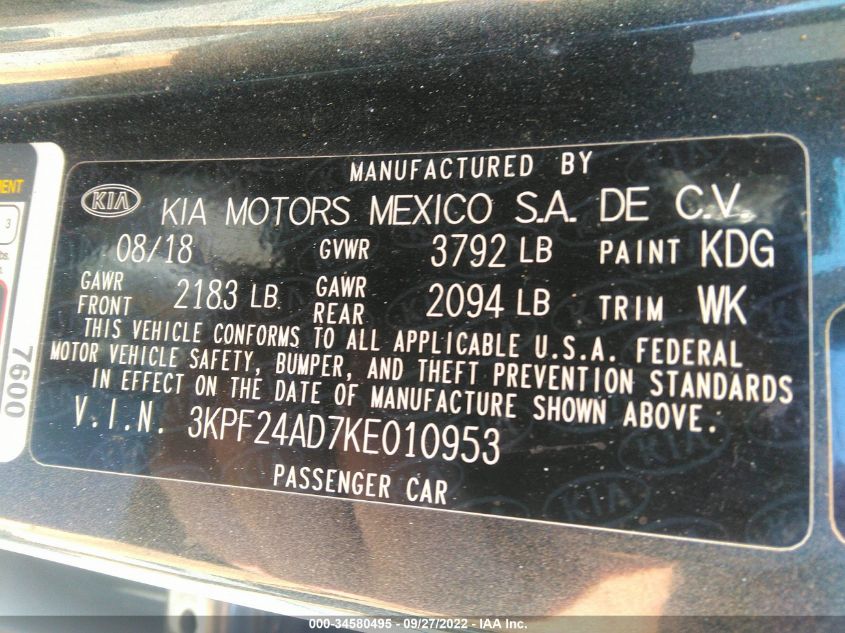 MANUFACTURED BY
KIA KIA MOTORS MEXICO S.A. DE C.V.
08/18 GVWR 3792 LB PAINT KDG
GAWR FRONT 2183 LB GAWR REAR 2094 LB TRIM WK
THIS VEHICLE CONFORMS TO ALL APPLICABLE U.S.A. FEDERAL
MOTOR VEHICLE SAFETY, BUMPER, AND THEFT PREVENTION STANDARDS
IN EFFECT ON THE DATE OF MANUFACTURE SHOWN ABOVE.
V.I.N. 3KPF24AD7KE010953
PASSENGER CAR
MENT
3
bs.
7600
000-34580495 - 09/27/2022 - IAA Inc.